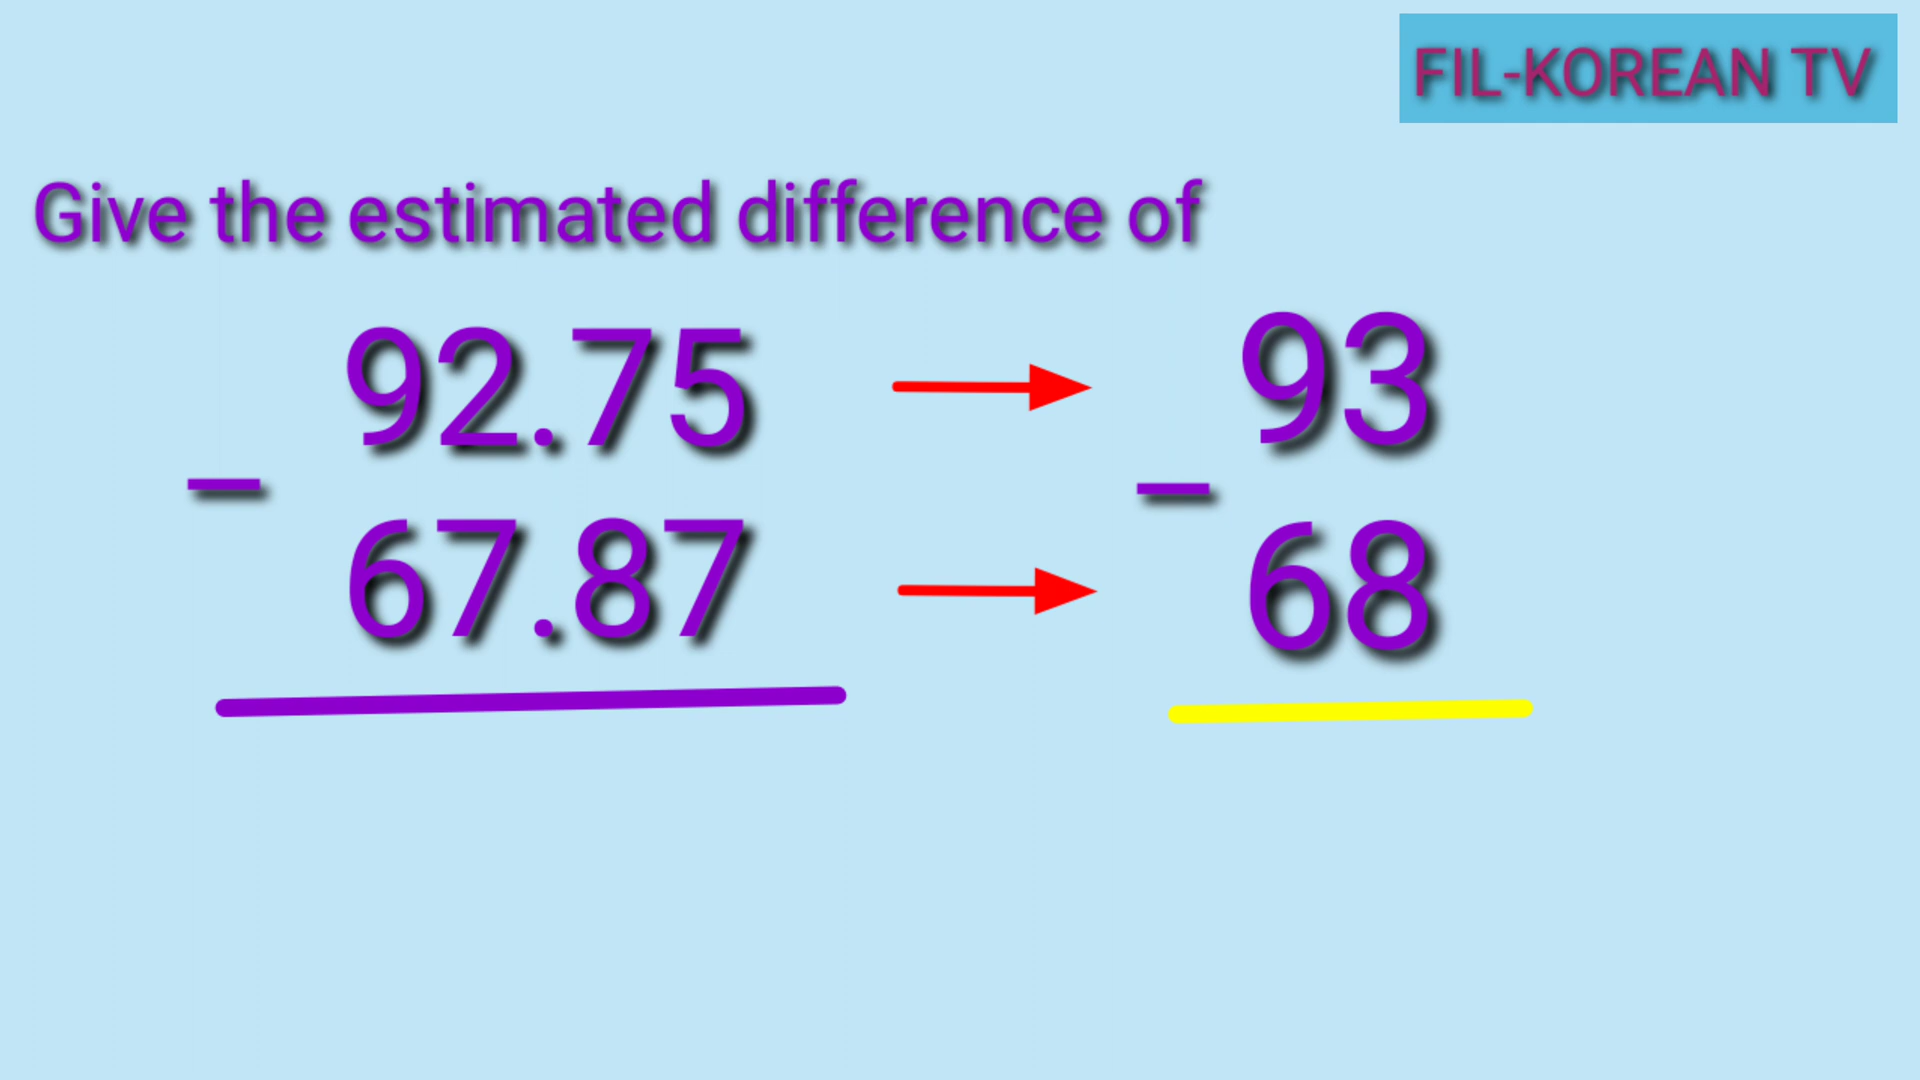 FIL-KOREAN TV
Give the estimated difference of
92.75 → 93
− −
67.87 → 68